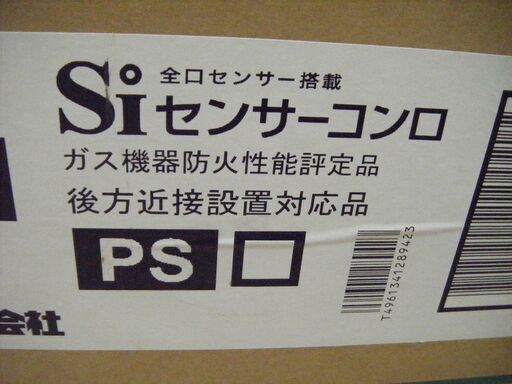 全口センサー搭載
Siセンサーコンロ
ガス機器防火性能評定品
後方近接設置対応品
PS □
T4961341289423
会社